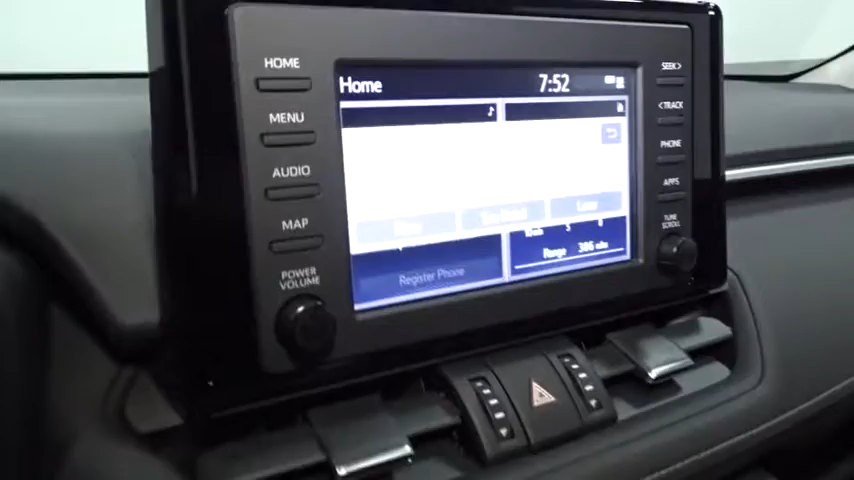 HOME
MENU
AUDIO
MAP
POWER
VOLUME
Home
7:52
Register Phone
Range 386 mls
SEEK>
<TRACK
PHONE
APPS
TUNE
SCROLL